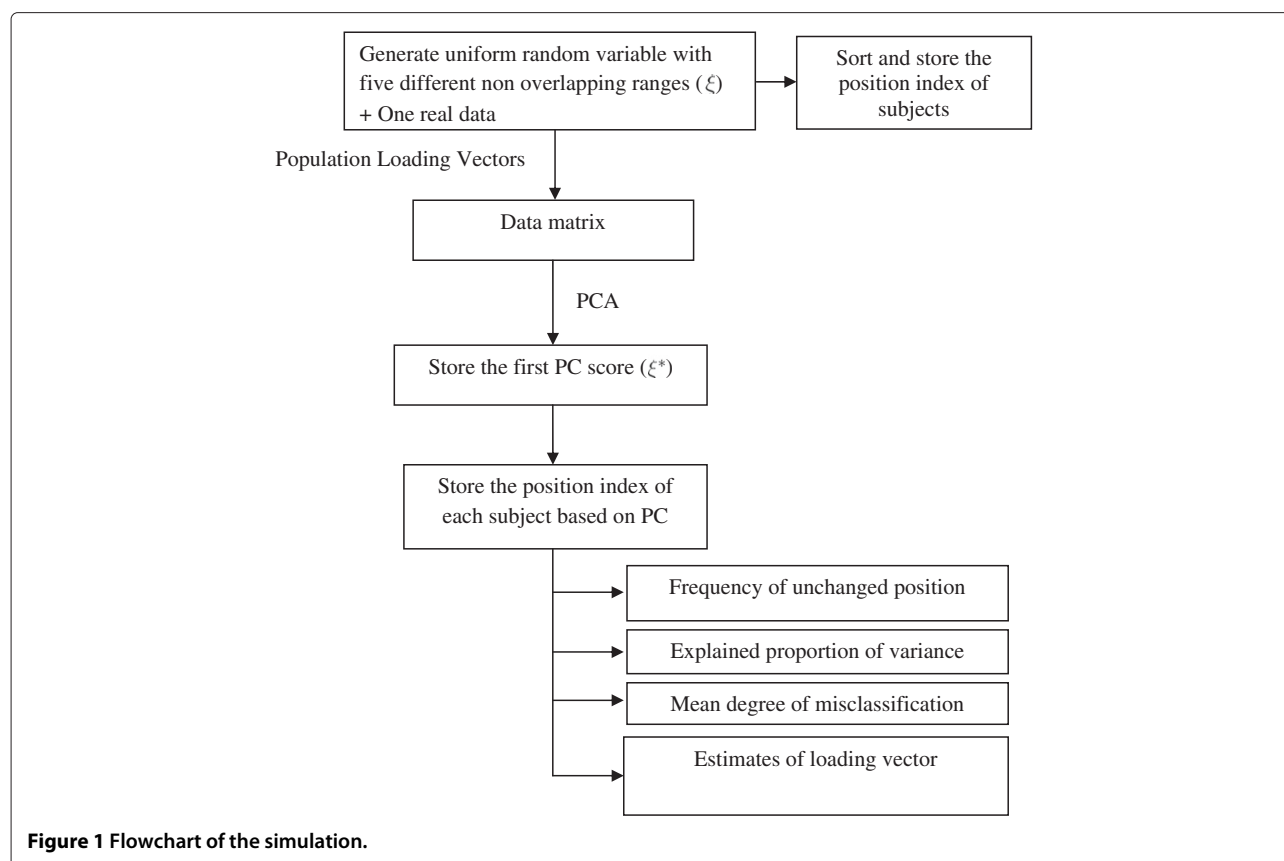 Generate uniform random variable with
five different non overlapping ranges (ξ)
+ One real data
Sort and store the
position index of
subjects
Population Loading Vectors
Data matrix
PCA
Store the first PC score (ξ*)
Store the position index of
each subject based on PC
Frequency of unchanged position
Explained proportion of variance
Mean degree of misclassification
Estimates of loading vector
Figure 1 Flowchart of the simulation.